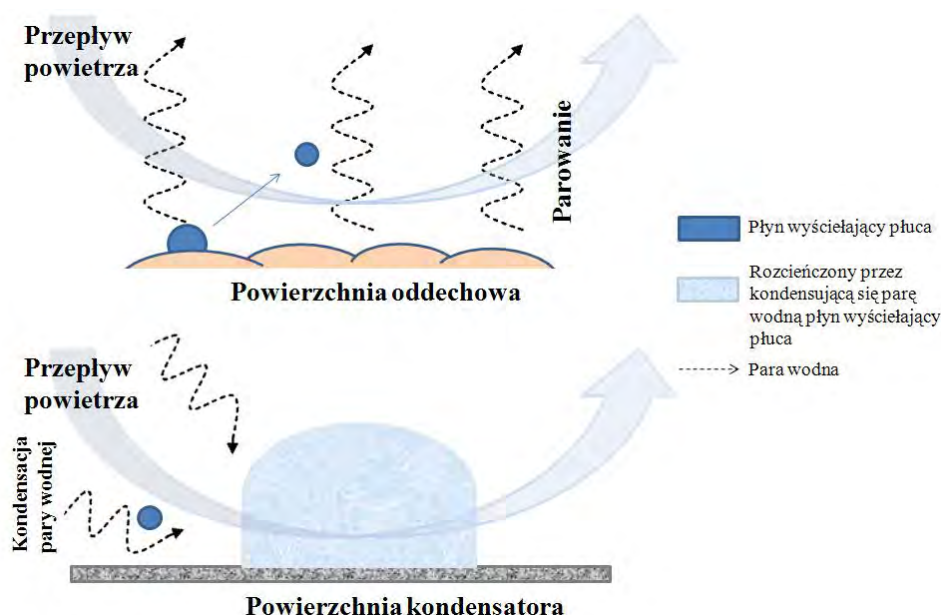 Przepływ
powietrza
Parowanie
Powierzchnia oddechowa
Płyn wyściełający płuca
Rozcieńczony przez
kondensującą się parę
wodną płyn wyściełający
płuca
Para wodna
Przepływ
powietrza
Kondensacja
pary wodnej
Powierzchnia kondensatora